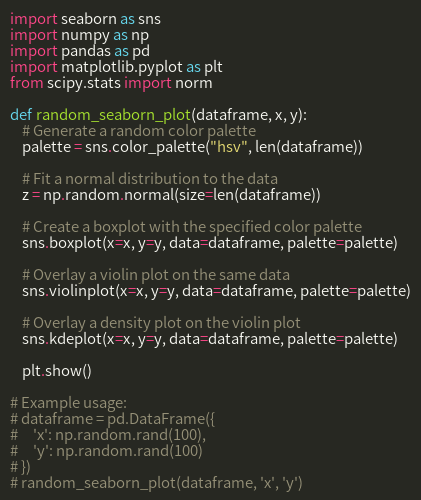 import seaborn as sns
import numpy as np
import pandas as pd
import matplotlib.pyplot as plt
from scipy.stats import norm

def random_seaborn_plot(dataframe, x, y):
    # Generate a random color palette
    palette = sns.color_palette("hsv", len(dataframe))

    # Fit a normal distribution to the data
    z = np.random.normal(size=len(dataframe))

    # Create a boxplot with the specified color palette
    sns.boxplot(x=x, y=y, data=dataframe, palette=palette)

    # Overlay a violin plot on the same data
    sns.violinplot(x=x, y=y, data=dataframe, palette=palette)

    # Overlay a density plot on the violin plot
    sns.kdeplot(x=x, y=y, data=dataframe, palette=palette)

    plt.show()

# Example usage:
# dataframe = pd.DataFrame({
#     'x': np.random.rand(100),
#     'y': np.random.rand(100)
# })
# random_seaborn_plot(dataframe, 'x', 'y')